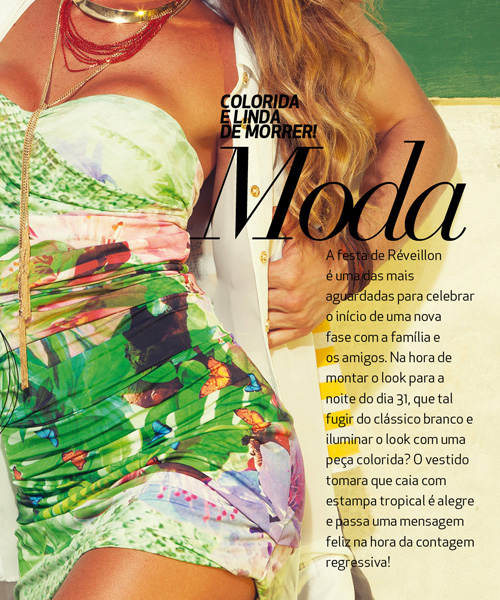 COLORIDA
E LINDA
DE MORRER!
Moda
A festa de Réveillon
é uma das mais
aguardadas para celebrar
o início de uma nova
fase com a família e
os amigos. Na hora de
montar o look para a
noite do dia 31, que tal
fugir do clássico branco e
iluminar o look com uma
peça colorida? O vestido
tomara que caia com
estampa tropical é alegre
e passa uma mensagem
feliz na hora da contagem
regressiva!